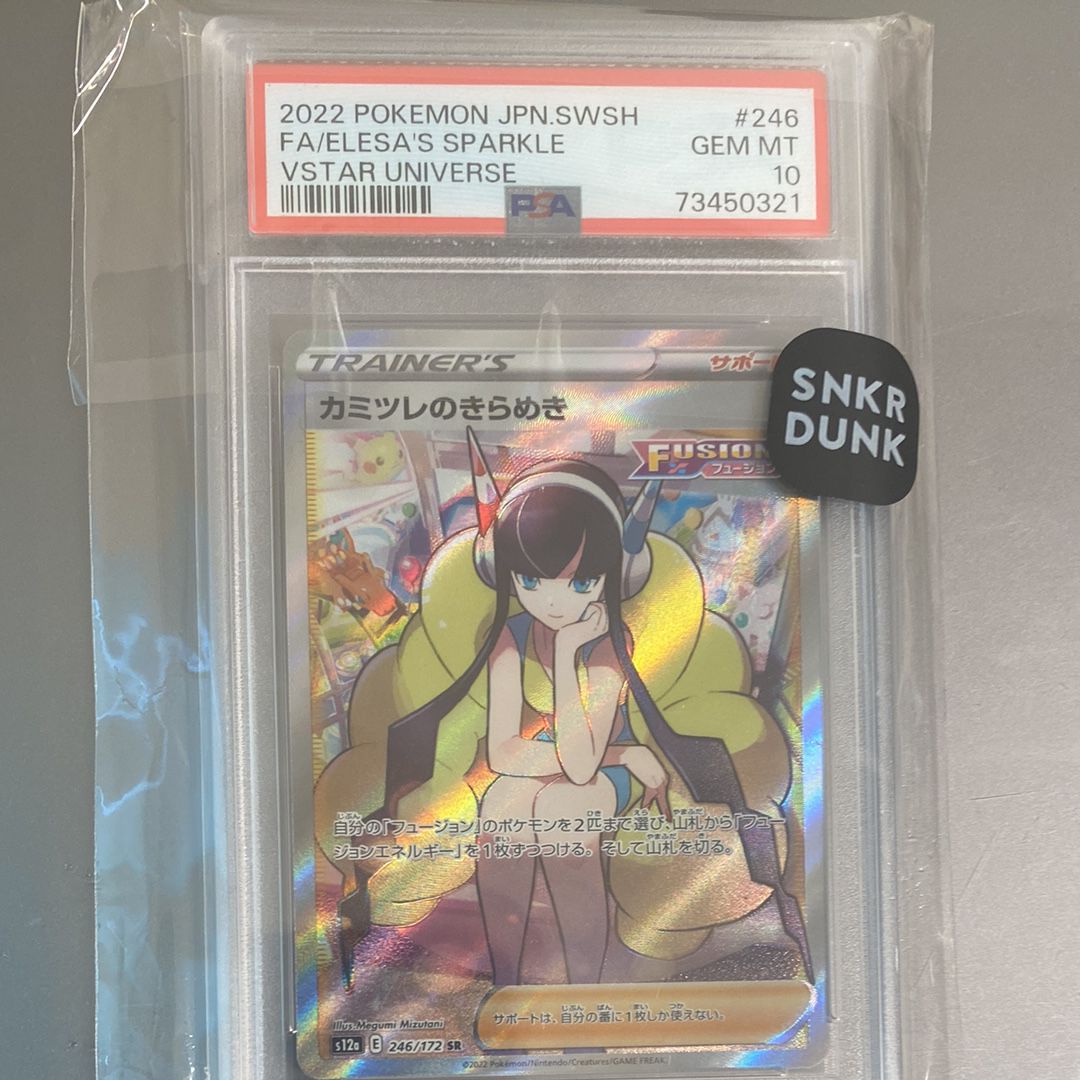 2022 POKEMON JPN.SWSH #246
FA/ELESA'S SPARKLE GEM MT
VSTAR UNIVERSE 10
73450321
PSA
TRAINER'S サポー
SNKR
DUNK
カミツレのきらめき
FUSION
フュージョン
自分の「フュージョン」のポケモンを2匹まで選び、山札から「フュー
ジョンエネルギー」を1枚ずつつける。そして山札を切る。
サポートは、自分の番に1枚しか使えない。
Illus.Megumi Mizutani
s12a E 246/172 SR
©2022 Pokémon/Nintendo/Creatures/GAME FREAK.